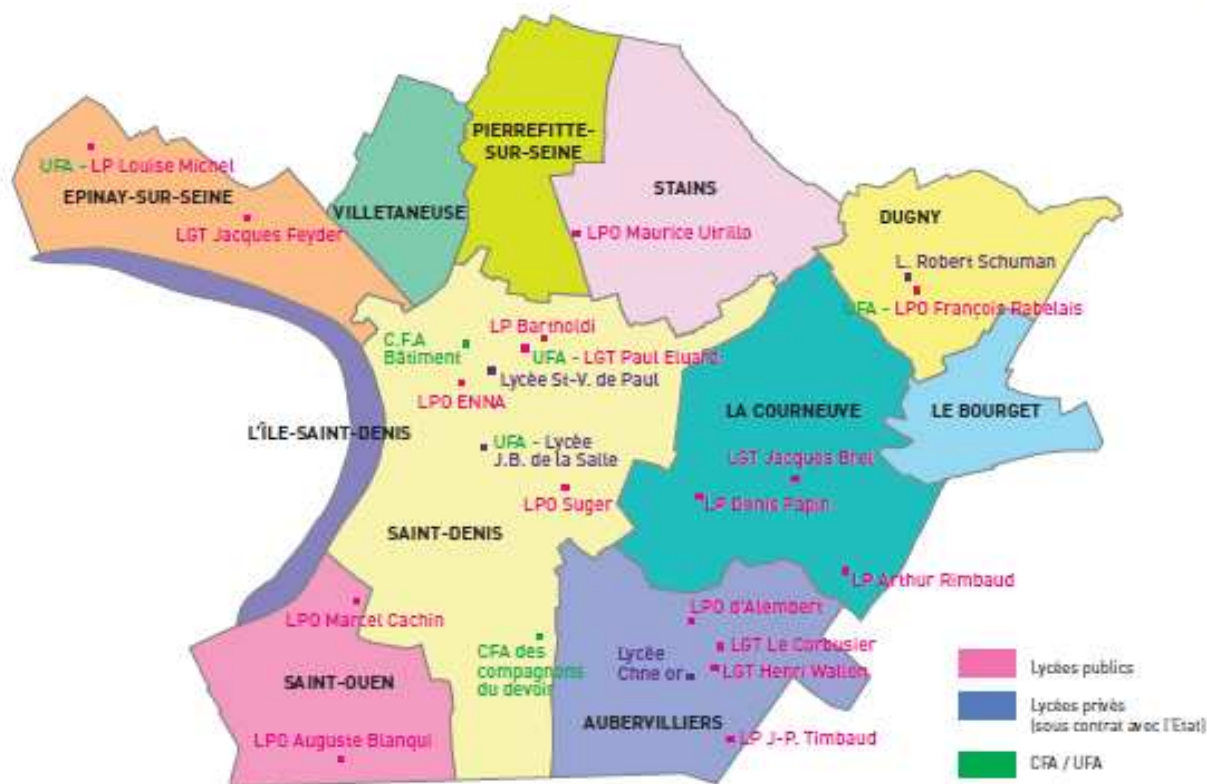 PIERREFITTE-
SUR-SEINE
UFA - LP Louise Michel
EPINAY-SUR-SEINE
STAINS
VILLETANEUSE
DUGNY
LGT Jacques Feyder
LPO Maurice Utrillo
L. Robert Schuman
UFA - LPO François Rabelais
LP Bartholdi
C.F.A
Bâtiment
UFA - LGT Paul Eluard
Lycée St-V. de Paul
LPO ENNA
LA COURNEUVE
LE BOURGET
L'ÎLE-SAINT-DENIS
UFA - Lycée
J.B. de la Salle
LGT Jacques Brel
LPO Suger
LP Denis Papin
SAINT-DENIS
LP Arthur Rimbaud
LPO d'Alembert
LPO Marcel Cachin
CFA des
compagnons
du devoir
Lycée
Chne or
LGT Le Corbusier
LGT Henri Wallon
SAINT-OUEN
AUBERVILLIERS
LPO Auguste Blanqui
LP J-P. Timbaud
Lycées publics
Lycées privés
(sous contrat avec l'Etat)
CFA / UFA